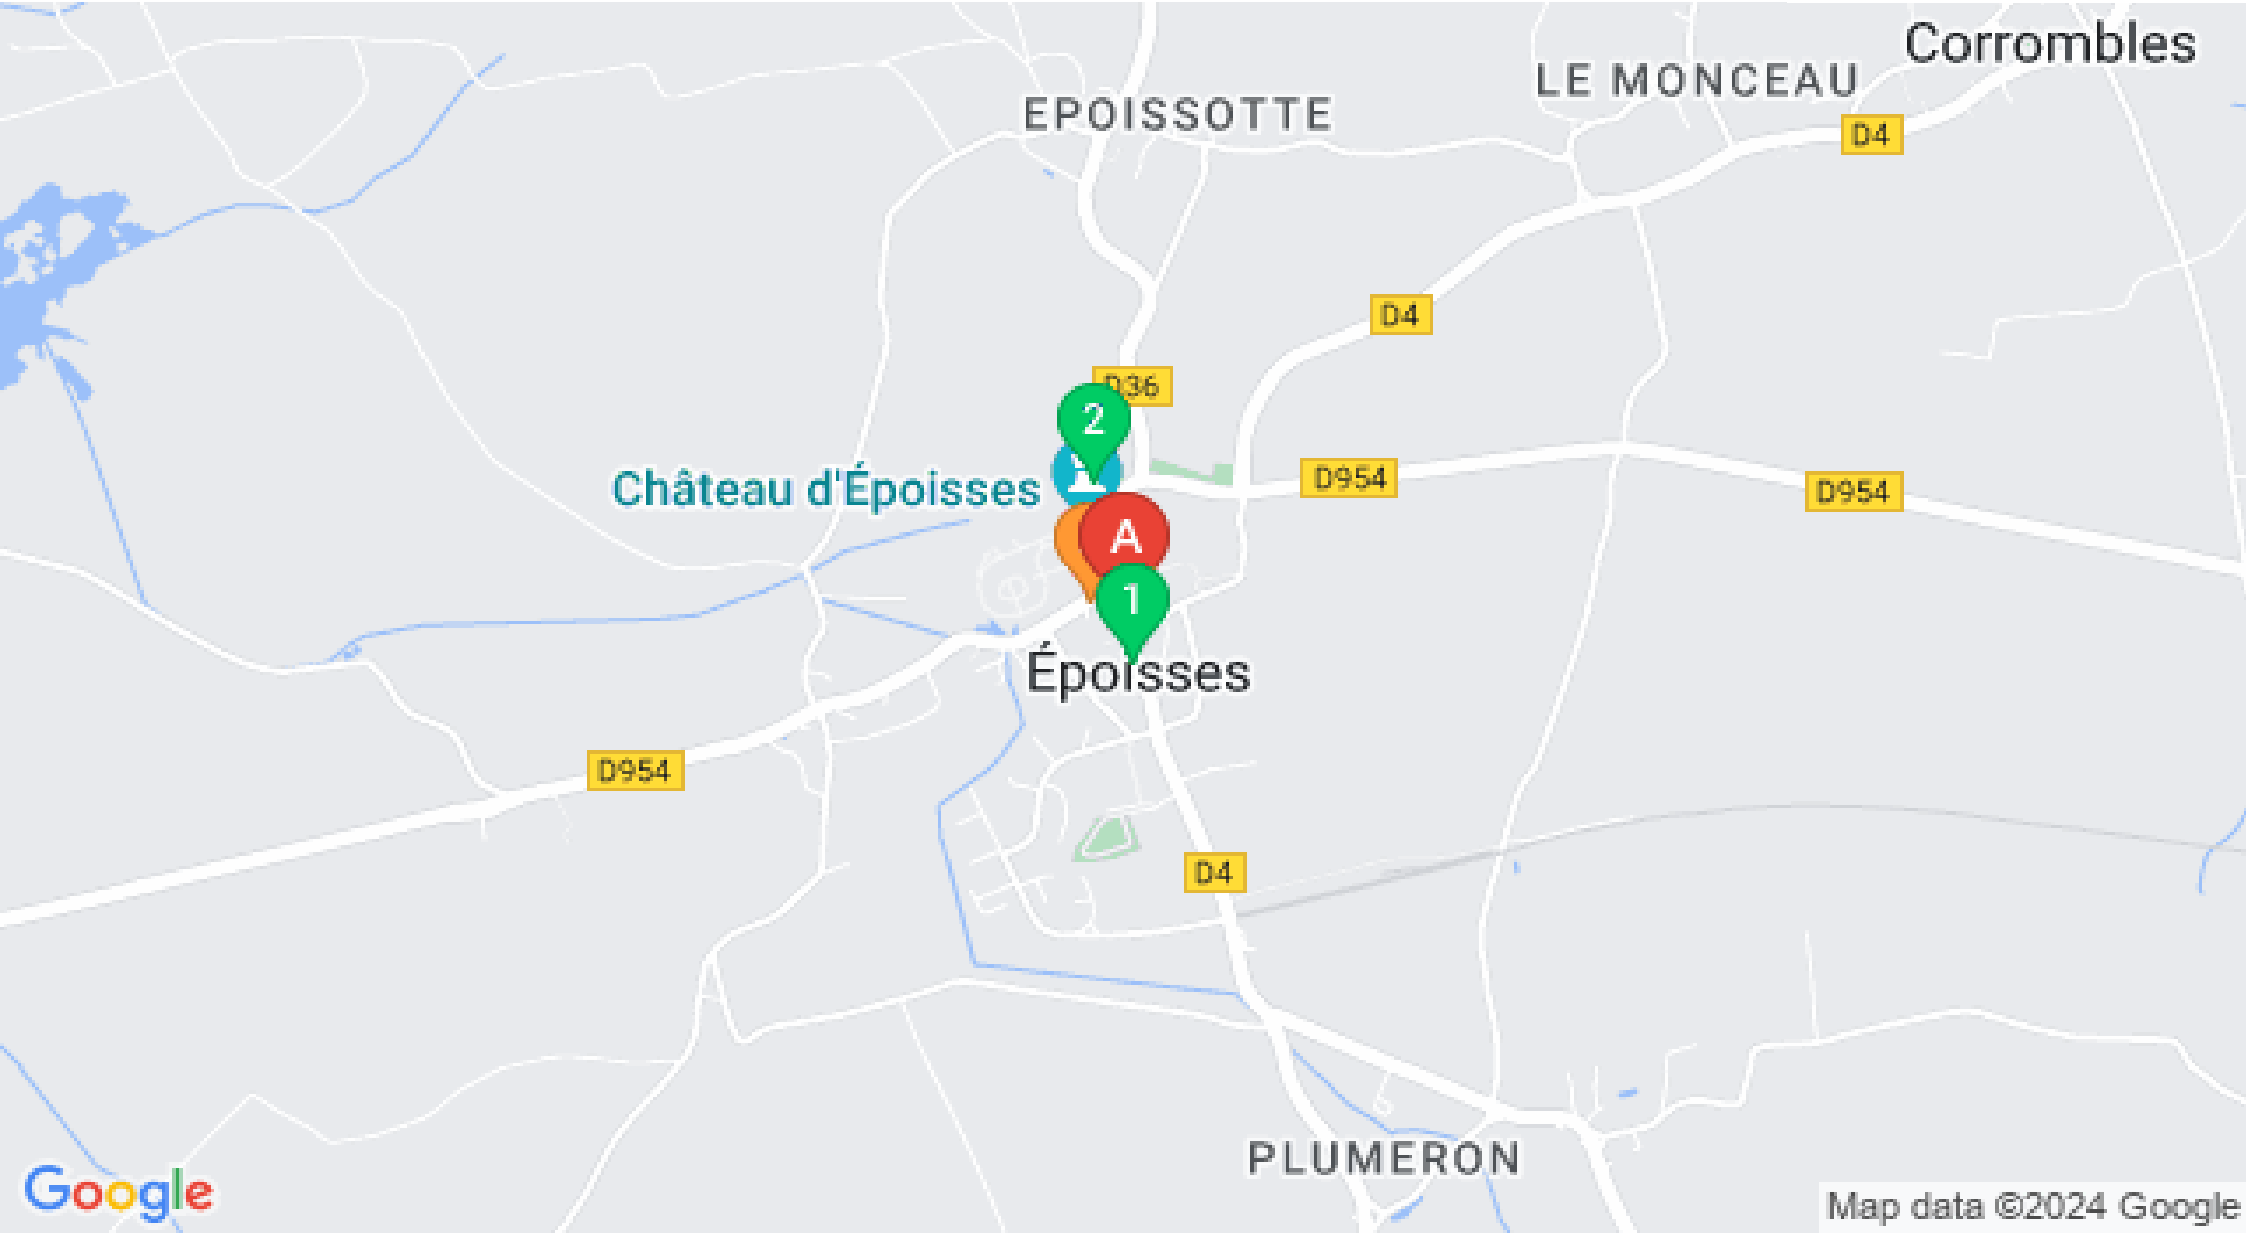 Corrombles
LE MONCEAU
EPOISSOTTE
D4
D4
D36
2
Château d'Époisses
D954
D954
A
1
Époisses
D954
D4
PLUMERON
Google
Map data ©2024 Google